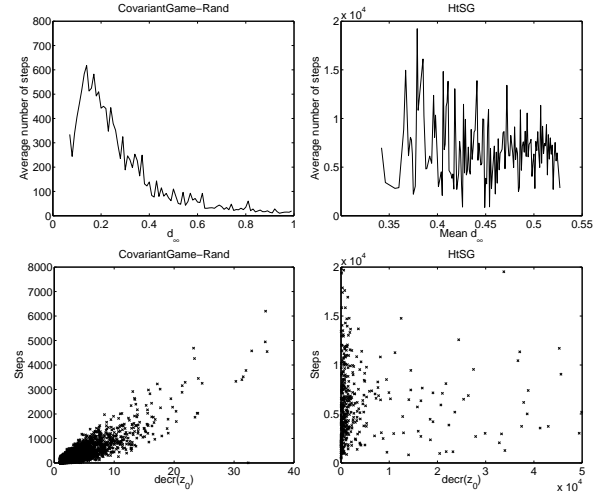 CovariantGame−Rand
800
700
600
500
400
300
200
100
0
0 0.2 0.4 0.6 0.8 1
Average number of steps
d∞
HtSG
2 x 10^4
1.5
1
0.5
0
0.35 0.4 0.45 0.5 0.55
Average number of steps
Mean d∞
CovariantGame−Rand
8000
7000
6000
5000
4000
3000
2000
1000
0
0 10 20 30 40
Steps
decr(z0)
HtSG
2 x 10^4
1.5
1
0.5
0
0 1 2 3 4 5
Steps
decr(z0)
x 10^4